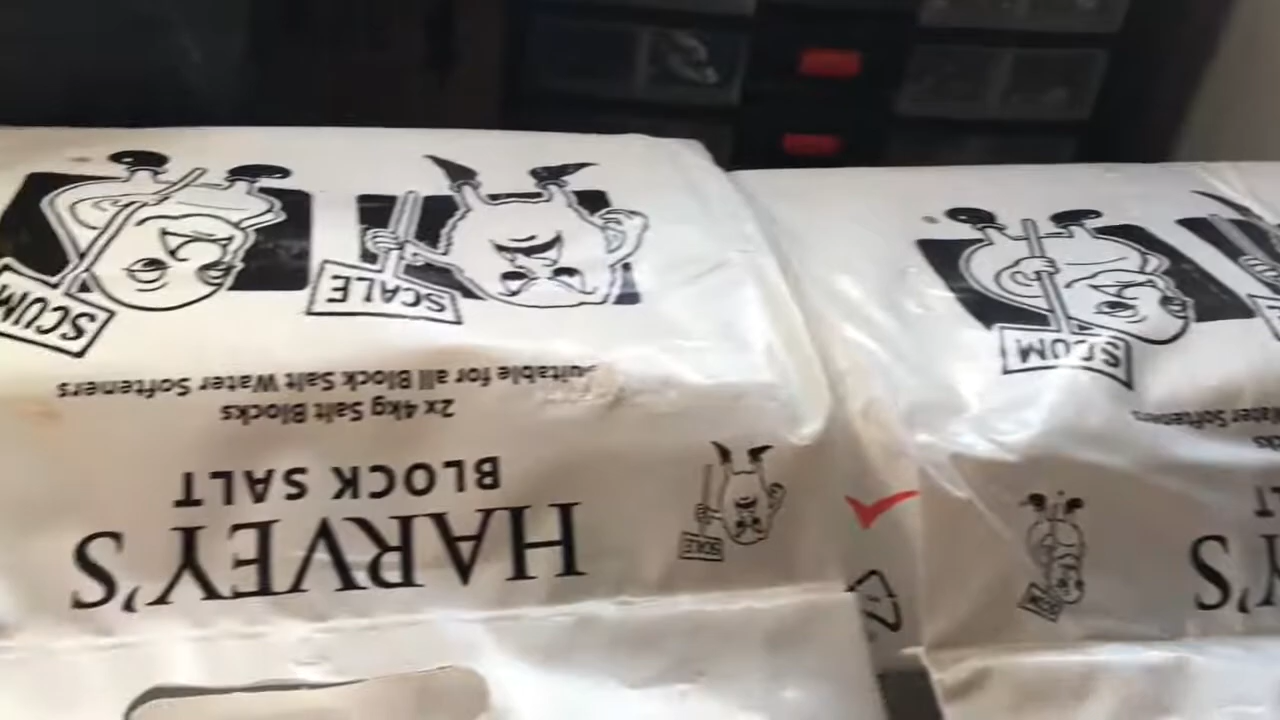 HARVEY'S
BLOCK SALT
2x 4kg Salt Blocks
Suitable for all Block Salt Water Softeners
SCALE
SCUM
SCALE
'S
Water Softeners
SCUM